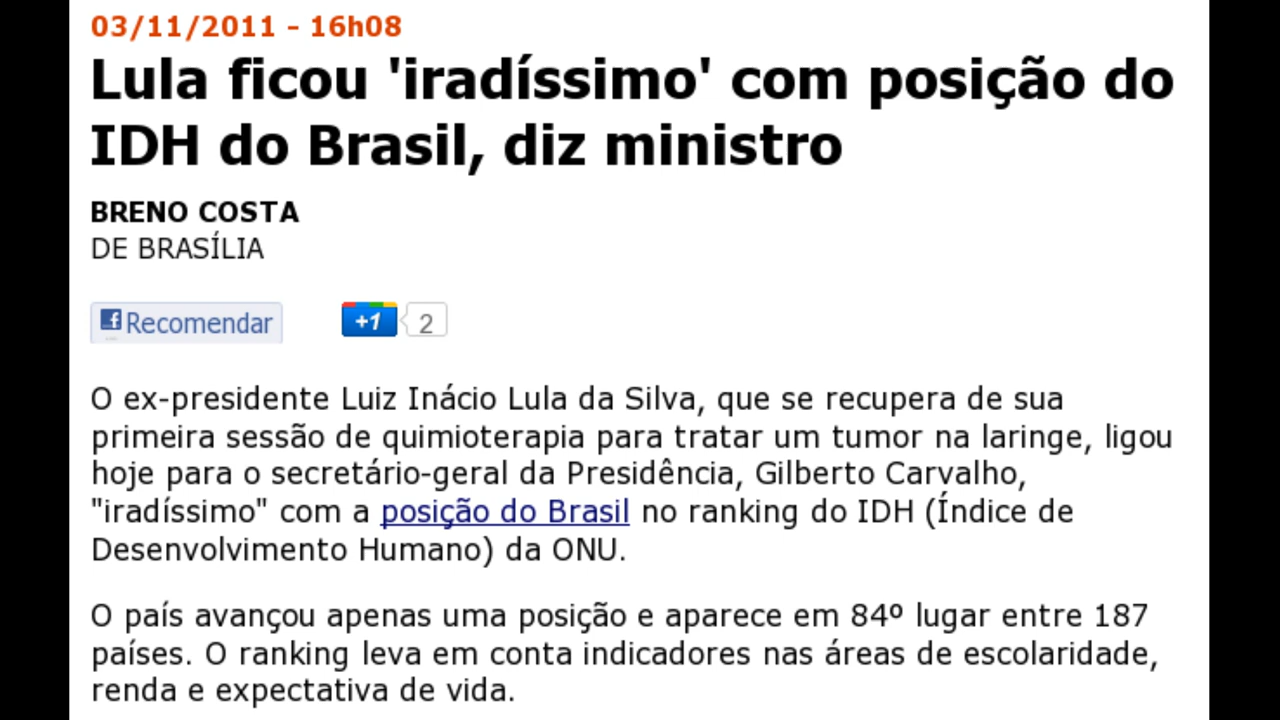 03/11/2011 - 16h08
Lula ficou 'iradíssimo' com posição do
IDH do Brasil, diz ministro
BRENO COSTA
DE BRASÍLIA
f Recomendar +1 2
O ex-presidente Luiz Inácio Lula da Silva, que se recupera de sua
primeira sessão de quimioterapia para tratar um tumor na laringe, ligou
hoje para o secretário-geral da Presidência, Gilberto Carvalho,
"iradíssimo" com a posição do Brasil no ranking do IDH (Índice de
Desenvolvimento Humano) da ONU.
O país avançou apenas uma posição e aparece em 84º lugar entre 187
países. O ranking leva em conta indicadores nas áreas de escolaridade,
renda e expectativa de vida.